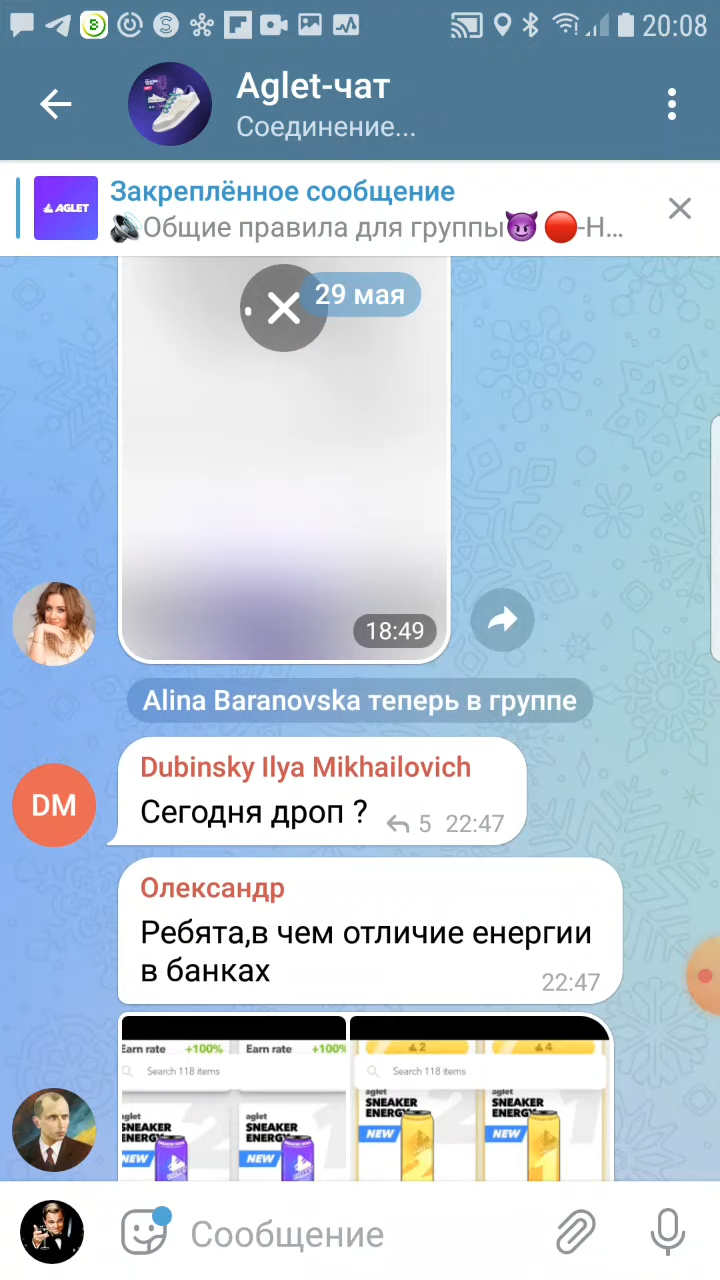 20:08
Aglet-чат
Соединение...
AGLET
Закреплённое сообщение
Общие правила для группы😈🔴-Н...
29 мая
18:49
Alina Baranovska теперь в группе
DM
Dubinsky Ilya Mikhailovich
Сегодня дроп ?
5 22:47
Олександр
Ребята,в чем отличие енергии
в банках
22:47
Earn rate +100% Earn rate +100%
Search 118 items
aglet
SNEAKER
ENERGY
NEW
aglet
SNEAKER
ENERGY
NEW
2 4
Search 118 items
aglet
SNEAKER
ENERGY
NEW
aglet
SNEAKER
ENERGY
NEW
Сообщение